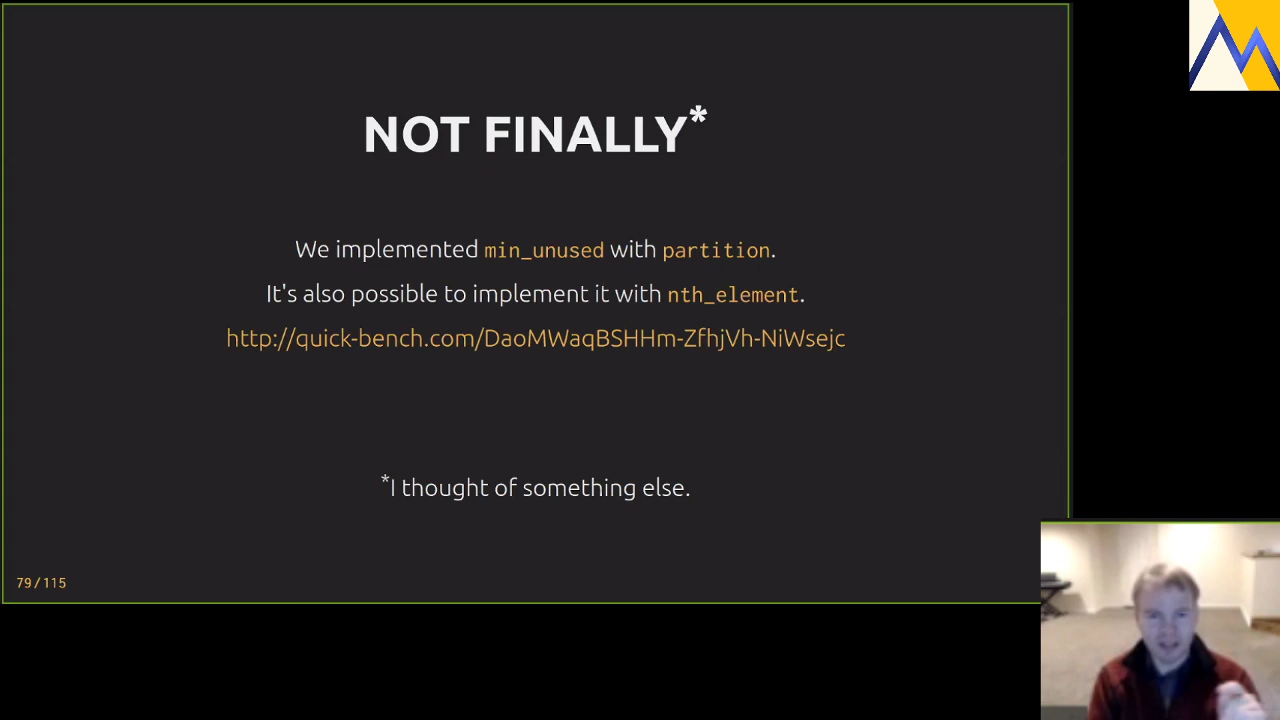 NOT FINALLY*
We implemented min_unused with partition.
It's also possible to implement it with nth_element.
http://quick-bench.com/DaoMWaqBSHHm-ZfhjVh-NiWsejc
*I thought of something else.
79/115